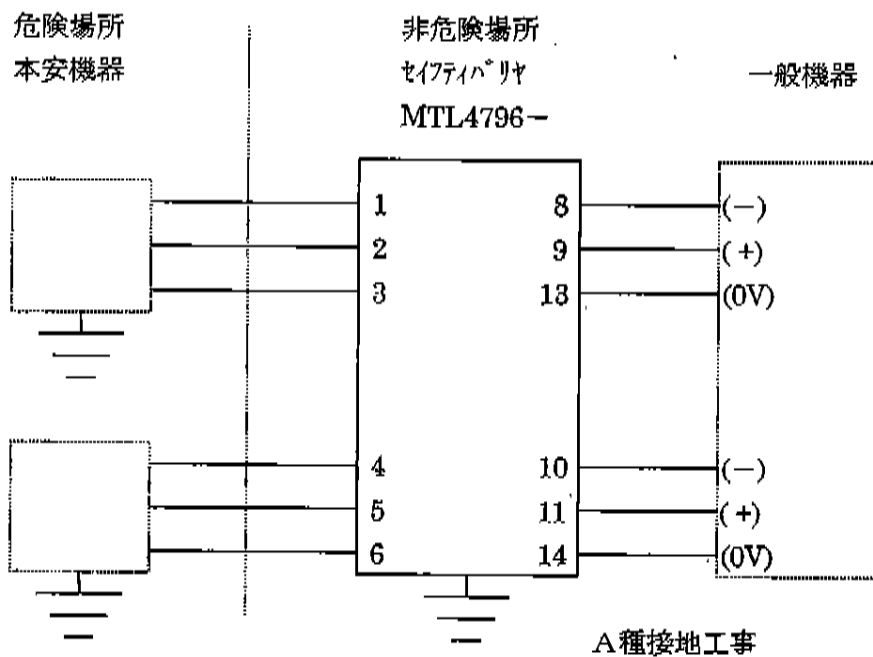 危険場所
本安機器
非危険場所
セイフティバリヤ
MTL4796−
一般機器
1
2
3
4
5
6
8
9
13
10
11
14
(−)
(+)
(0V)
(−)
(+)
(0V)
A種接地工事